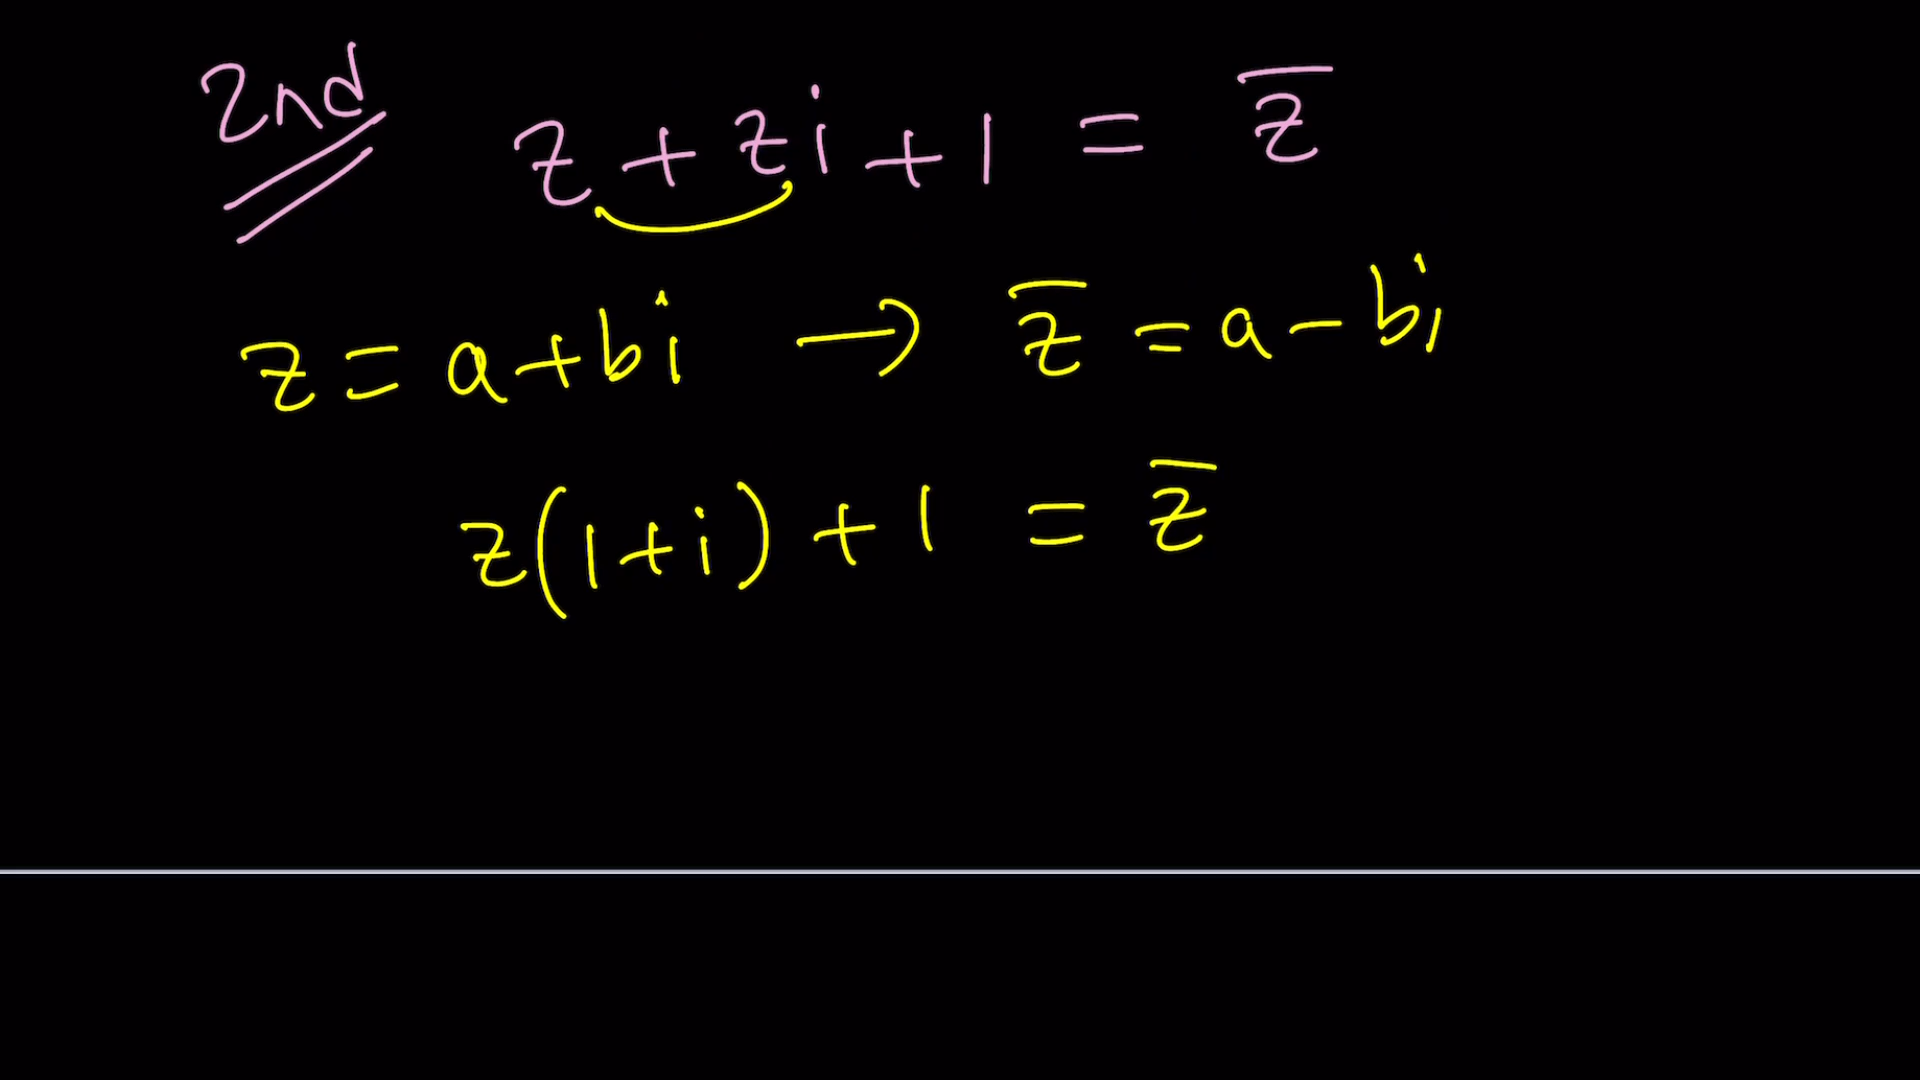 2nd z + zi + 1 = z̅
z = a + bi → z̅ = a - bi
z(1 + i) + 1 = z̅